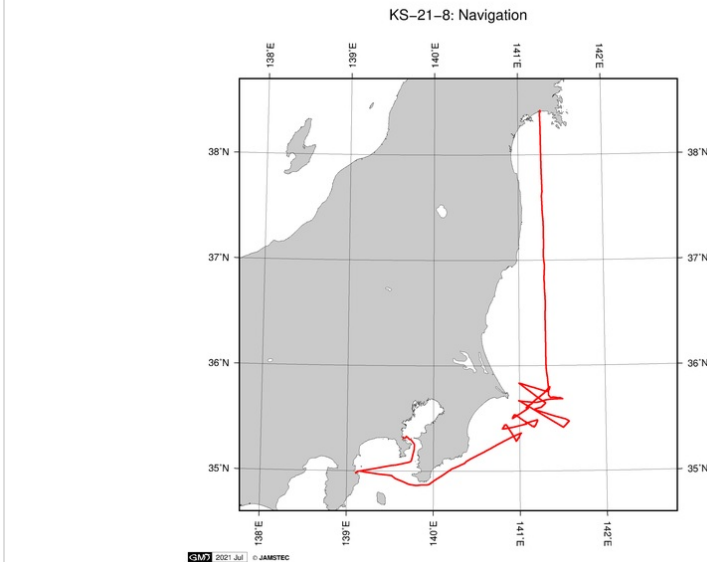 KS-21-8: Navigation
138˚E 139˚E 140˚E 141˚E 142˚E
38˚N 38˚N
37˚N 37˚N
36˚N 36˚N
35˚N 35˚N
138˚E 139˚E 140˚E 141˚E 142˚E
GMD 2021 Jul © JAMSTEC